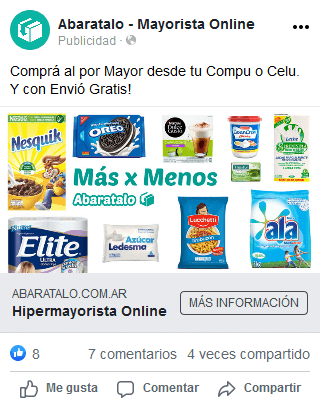 Abaratalo - Mayorista Online
Publicidad ·
Comprá al por Mayor desde tu Compu o Celu.
Y con Envió Gratis!
Nesquik
OREO
NESCAFÉ
Dolce
Gusto
CasanCrem
Más x Menos
Abaratalo
Elite
ULTRA
Azúcar
Ledesma
Lucchetti
ala
ABARATALO.COM.AR
Hipermayorista Online
MÁS INFORMACIÓN
8
7 comentarios
4 veces compartido
Me gusta
Comentar
Compartir